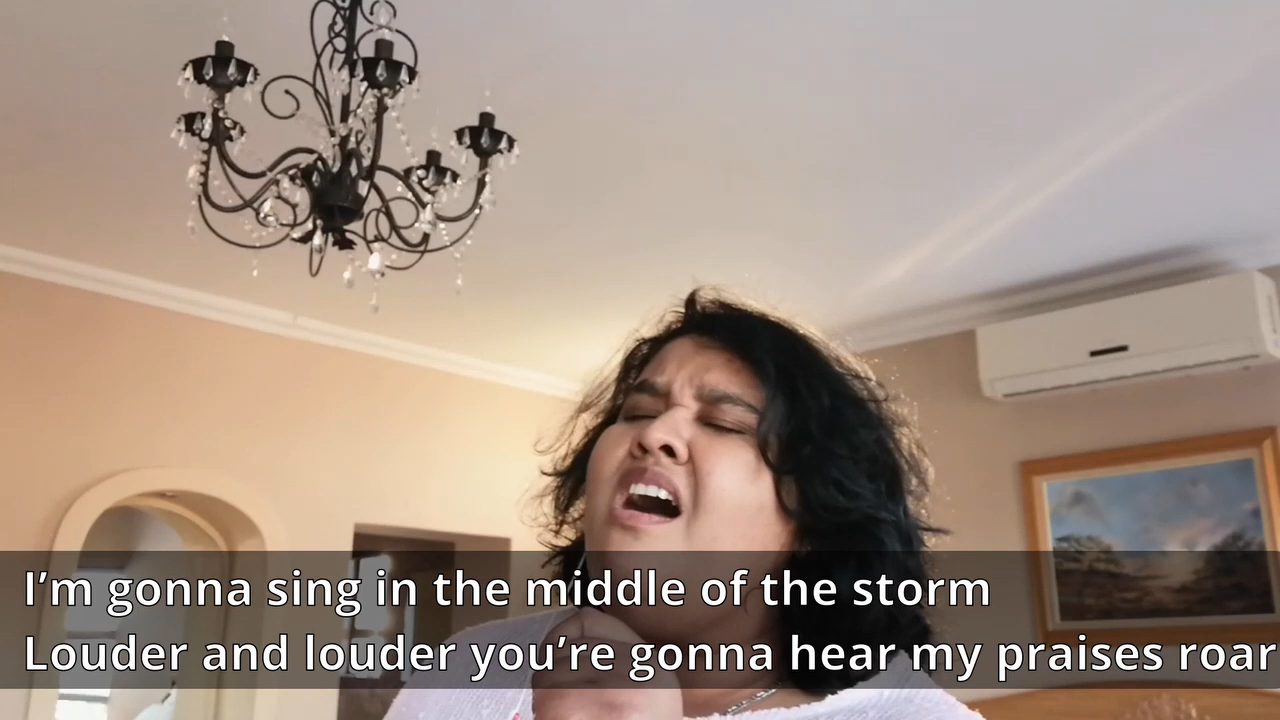 I’m gonna sing in the middle of the storm
Louder and louder you’re gonna hear my praises roar